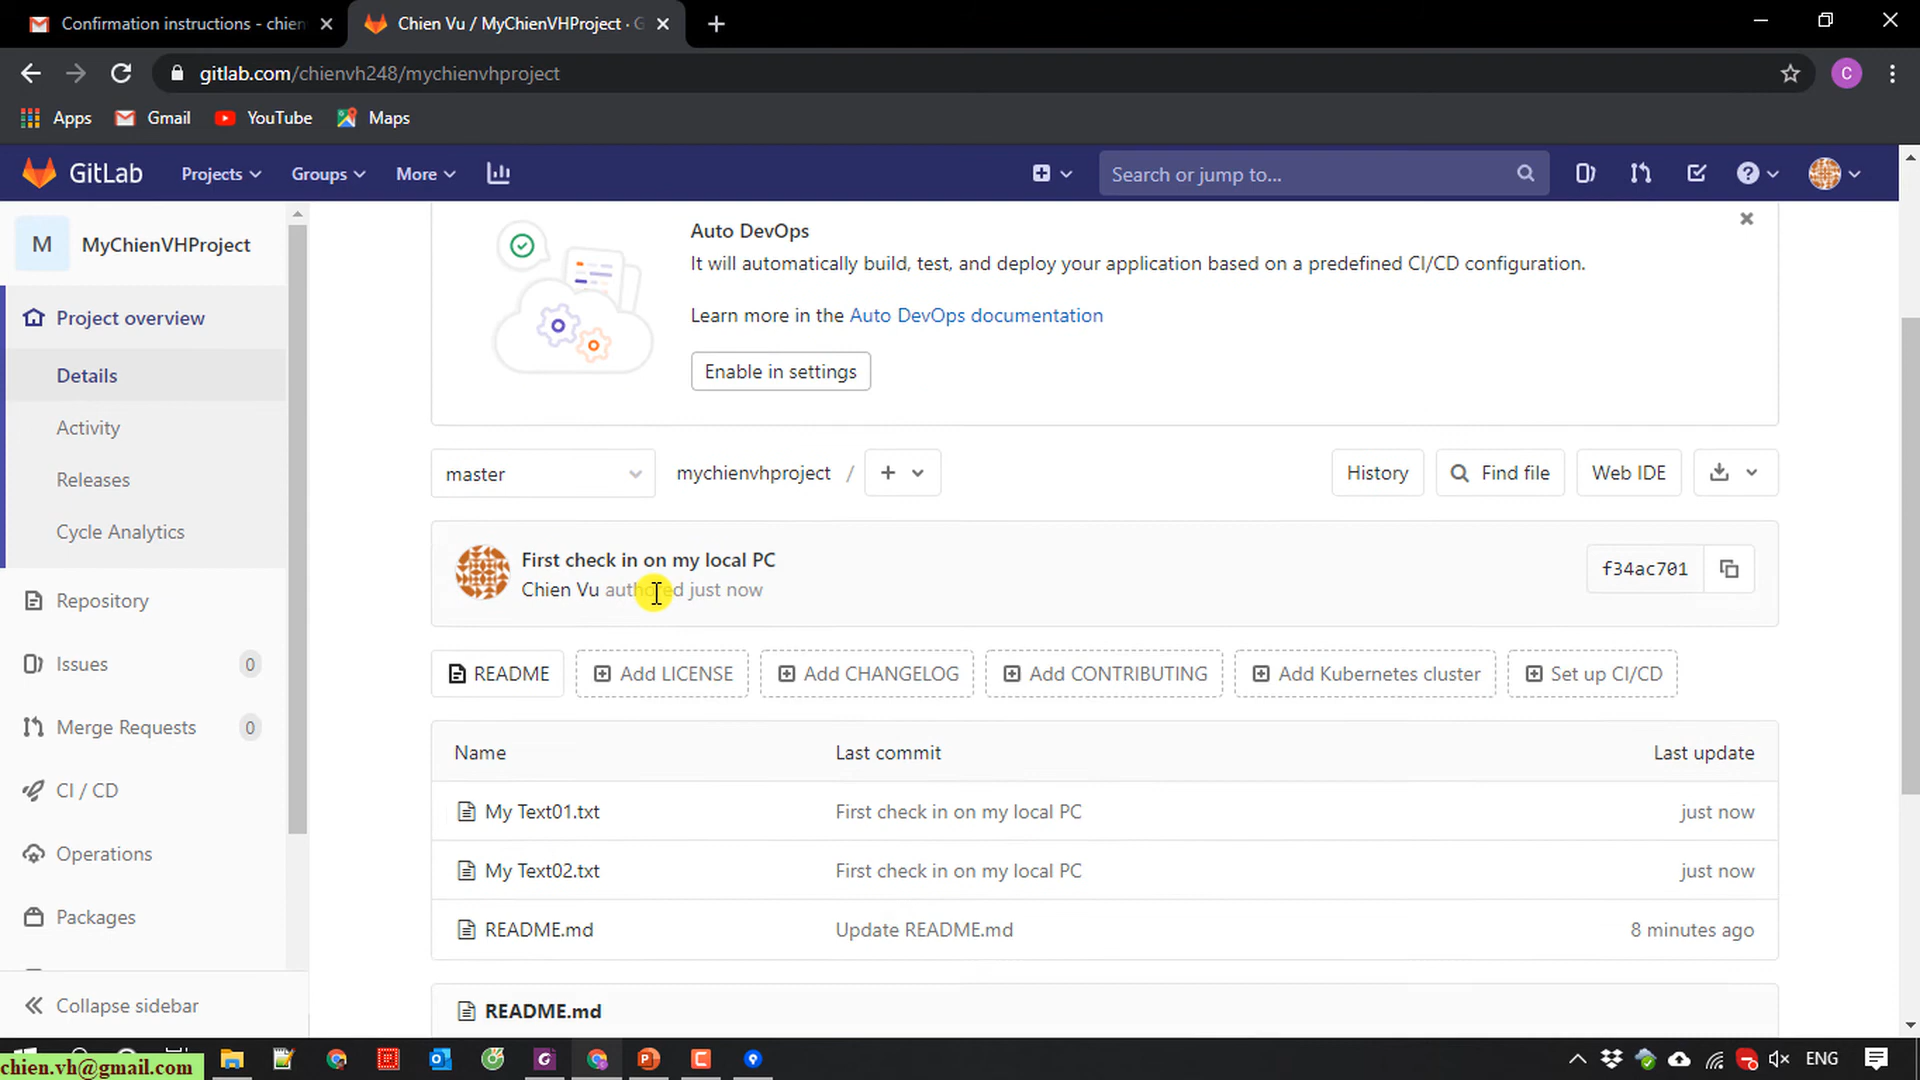 Confirmation instructions - chien
Chien Vu / MyChienVHProject · G
gitlab.com/chienvh248/mychienvhproject
C
Apps
Gmail
YouTube
Maps
GitLab
Projects
Groups
More
Search or jump to...
M
MyChienVHProject
Project overview
Details
Activity
Releases
Cycle Analytics
Repository
Issues 0
Merge Requests 0
CI / CD
Operations
Packages
Collapse sidebar
Auto DevOps
It will automatically build, test, and deploy your application based on a predefined CI/CD configuration.
Learn more in the Auto DevOps documentation
Enable in settings
master
mychienvhproject /
History
Find file
Web IDE
First check in on my local PC
Chien Vu authored just now
f34ac701
README
Add LICENSE
Add CHANGELOG
Add CONTRIBUTING
Add Kubernetes cluster
Set up CI/CD
Name Last commit Last update
My Text01.txt First check in on my local PC just now
My Text02.txt First check in on my local PC just now
README.md Update README.md 8 minutes ago
README.md
chien.vh@gmail.com
ENG